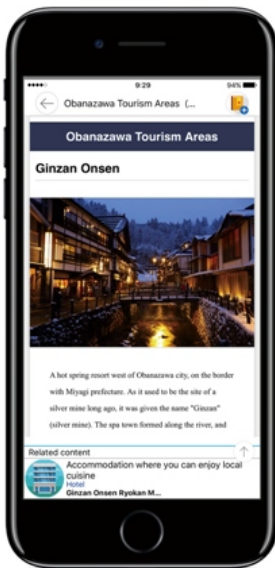 9:29
94%
Obanazawa Tourism Areas (...
Obanazawa Tourism Areas
Ginzan Onsen
A hot spring resort west of Obanazawa city, on the border
with Miyagi prefecture. As it used to be the site of a
silver mine long ago, it was given the name "Ginzan"
(silver mine). The spa town formed along the river, and
Related content
Accommodation where you can enjoy local
cuisine
Hotel
Ginzan Onsen Ryokan M...